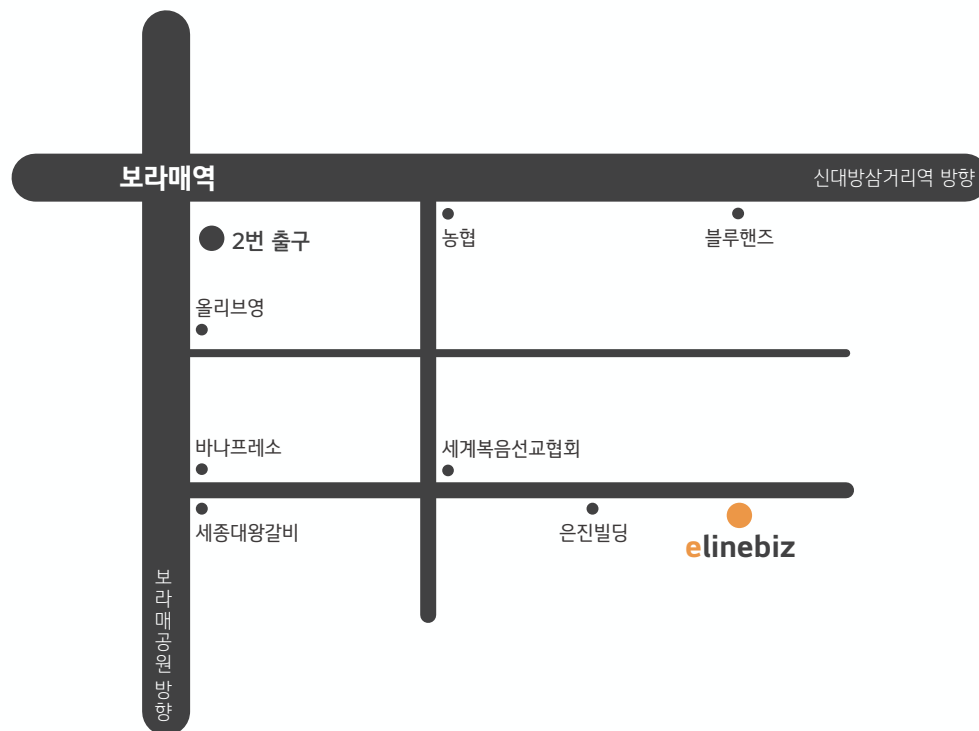 보라매역
신대방삼거리역 방향
2번 출구
농협
블루핸즈
올리브영
바나프레소
세계복음선교협회
세종대왕갈비
은진빌딩
elinebiz
보라매공원 방향